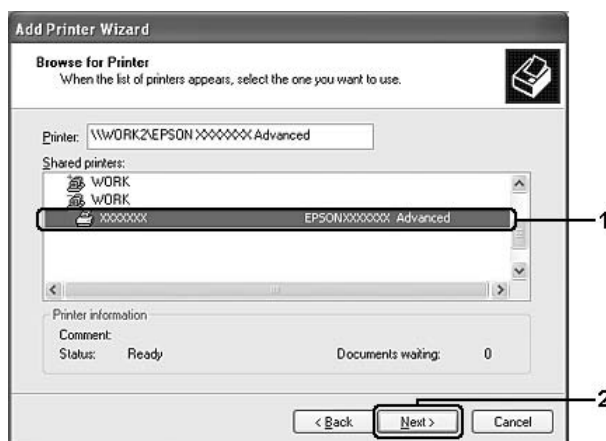 Add Printer Wizard
Browse for Printer
When the list of printers appears, select the one you want to use.
Printer: \\WORK2\EPSON XXXXXXX Advanced
Shared printers:
WORK
WORK
XXXXXXX EPSONXXXXXXX Advanced
1
Printer information
Comment:
Status: Ready Documents waiting: 0
2
< Back Next > Cancel